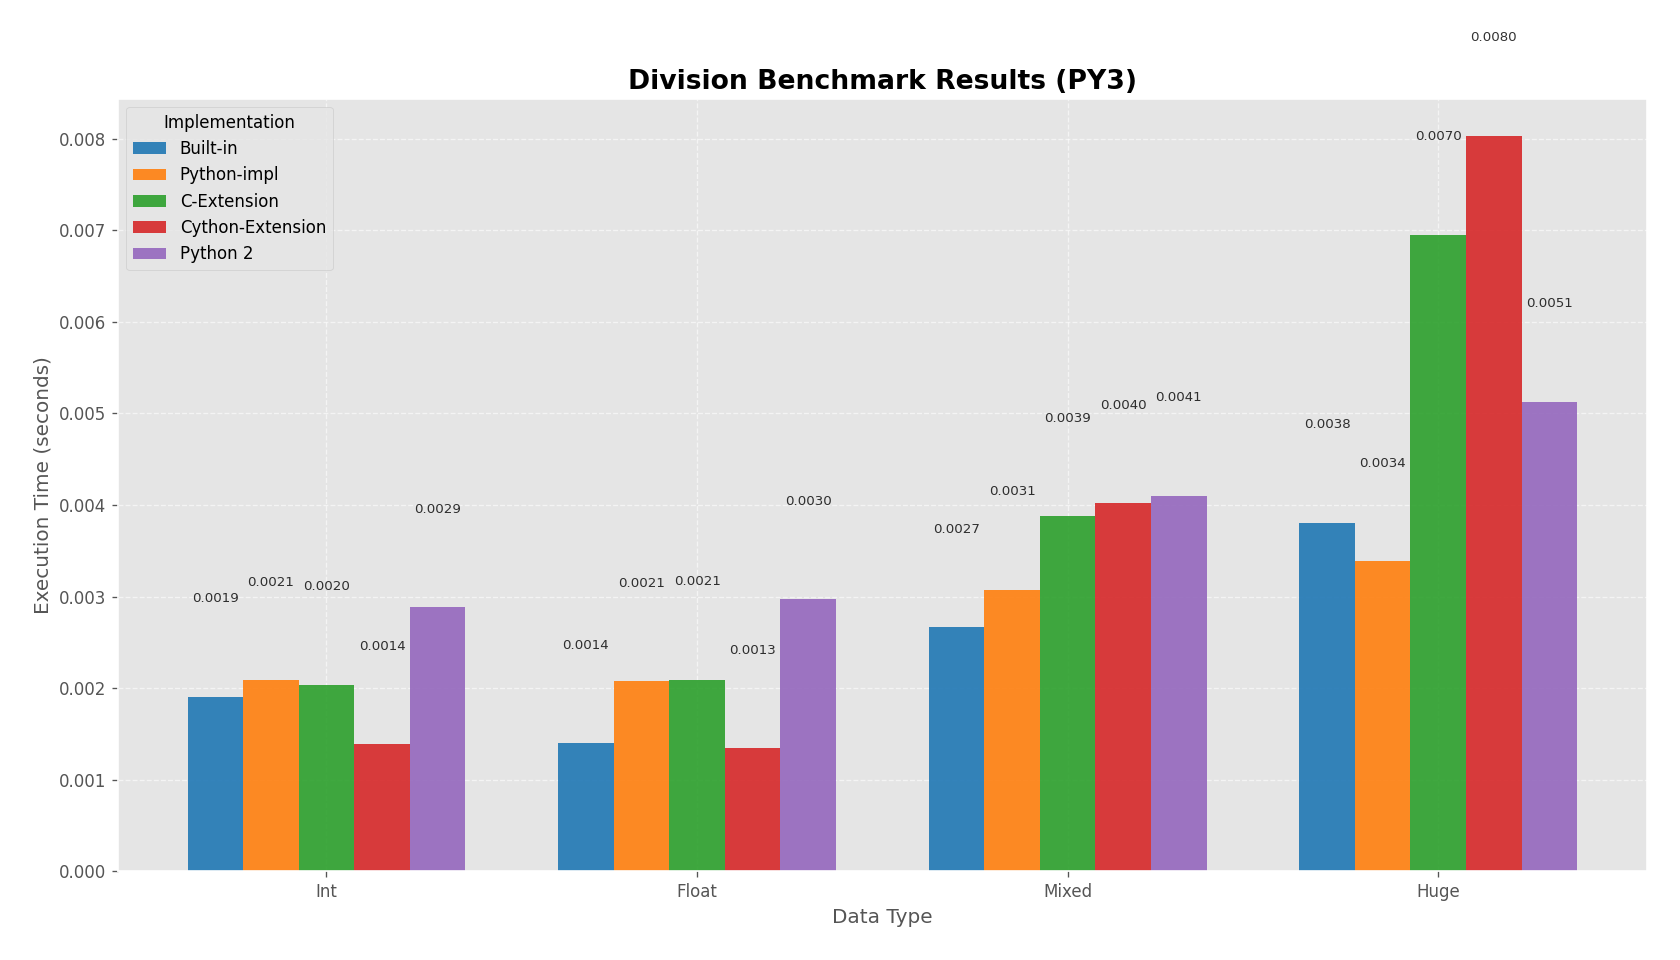 0.0080
Division Benchmark Results (PY3)
Implementation
Built-in
Python-impl
C-Extension
Cython-Extension
Python 2
0.008
0.007
0.006
0.005
0.004
0.003
0.002
0.001
0.000
Execution Time (seconds)
0.0019
0.0021
0.0020
0.0014
0.0029
0.0014
0.0021
0.0021
0.0013
0.0030
0.0027
0.0031
0.0039
0.0040
0.0041
0.0038
0.0034
0.0070
0.0051
Int
Float
Mixed
Huge
Data Type